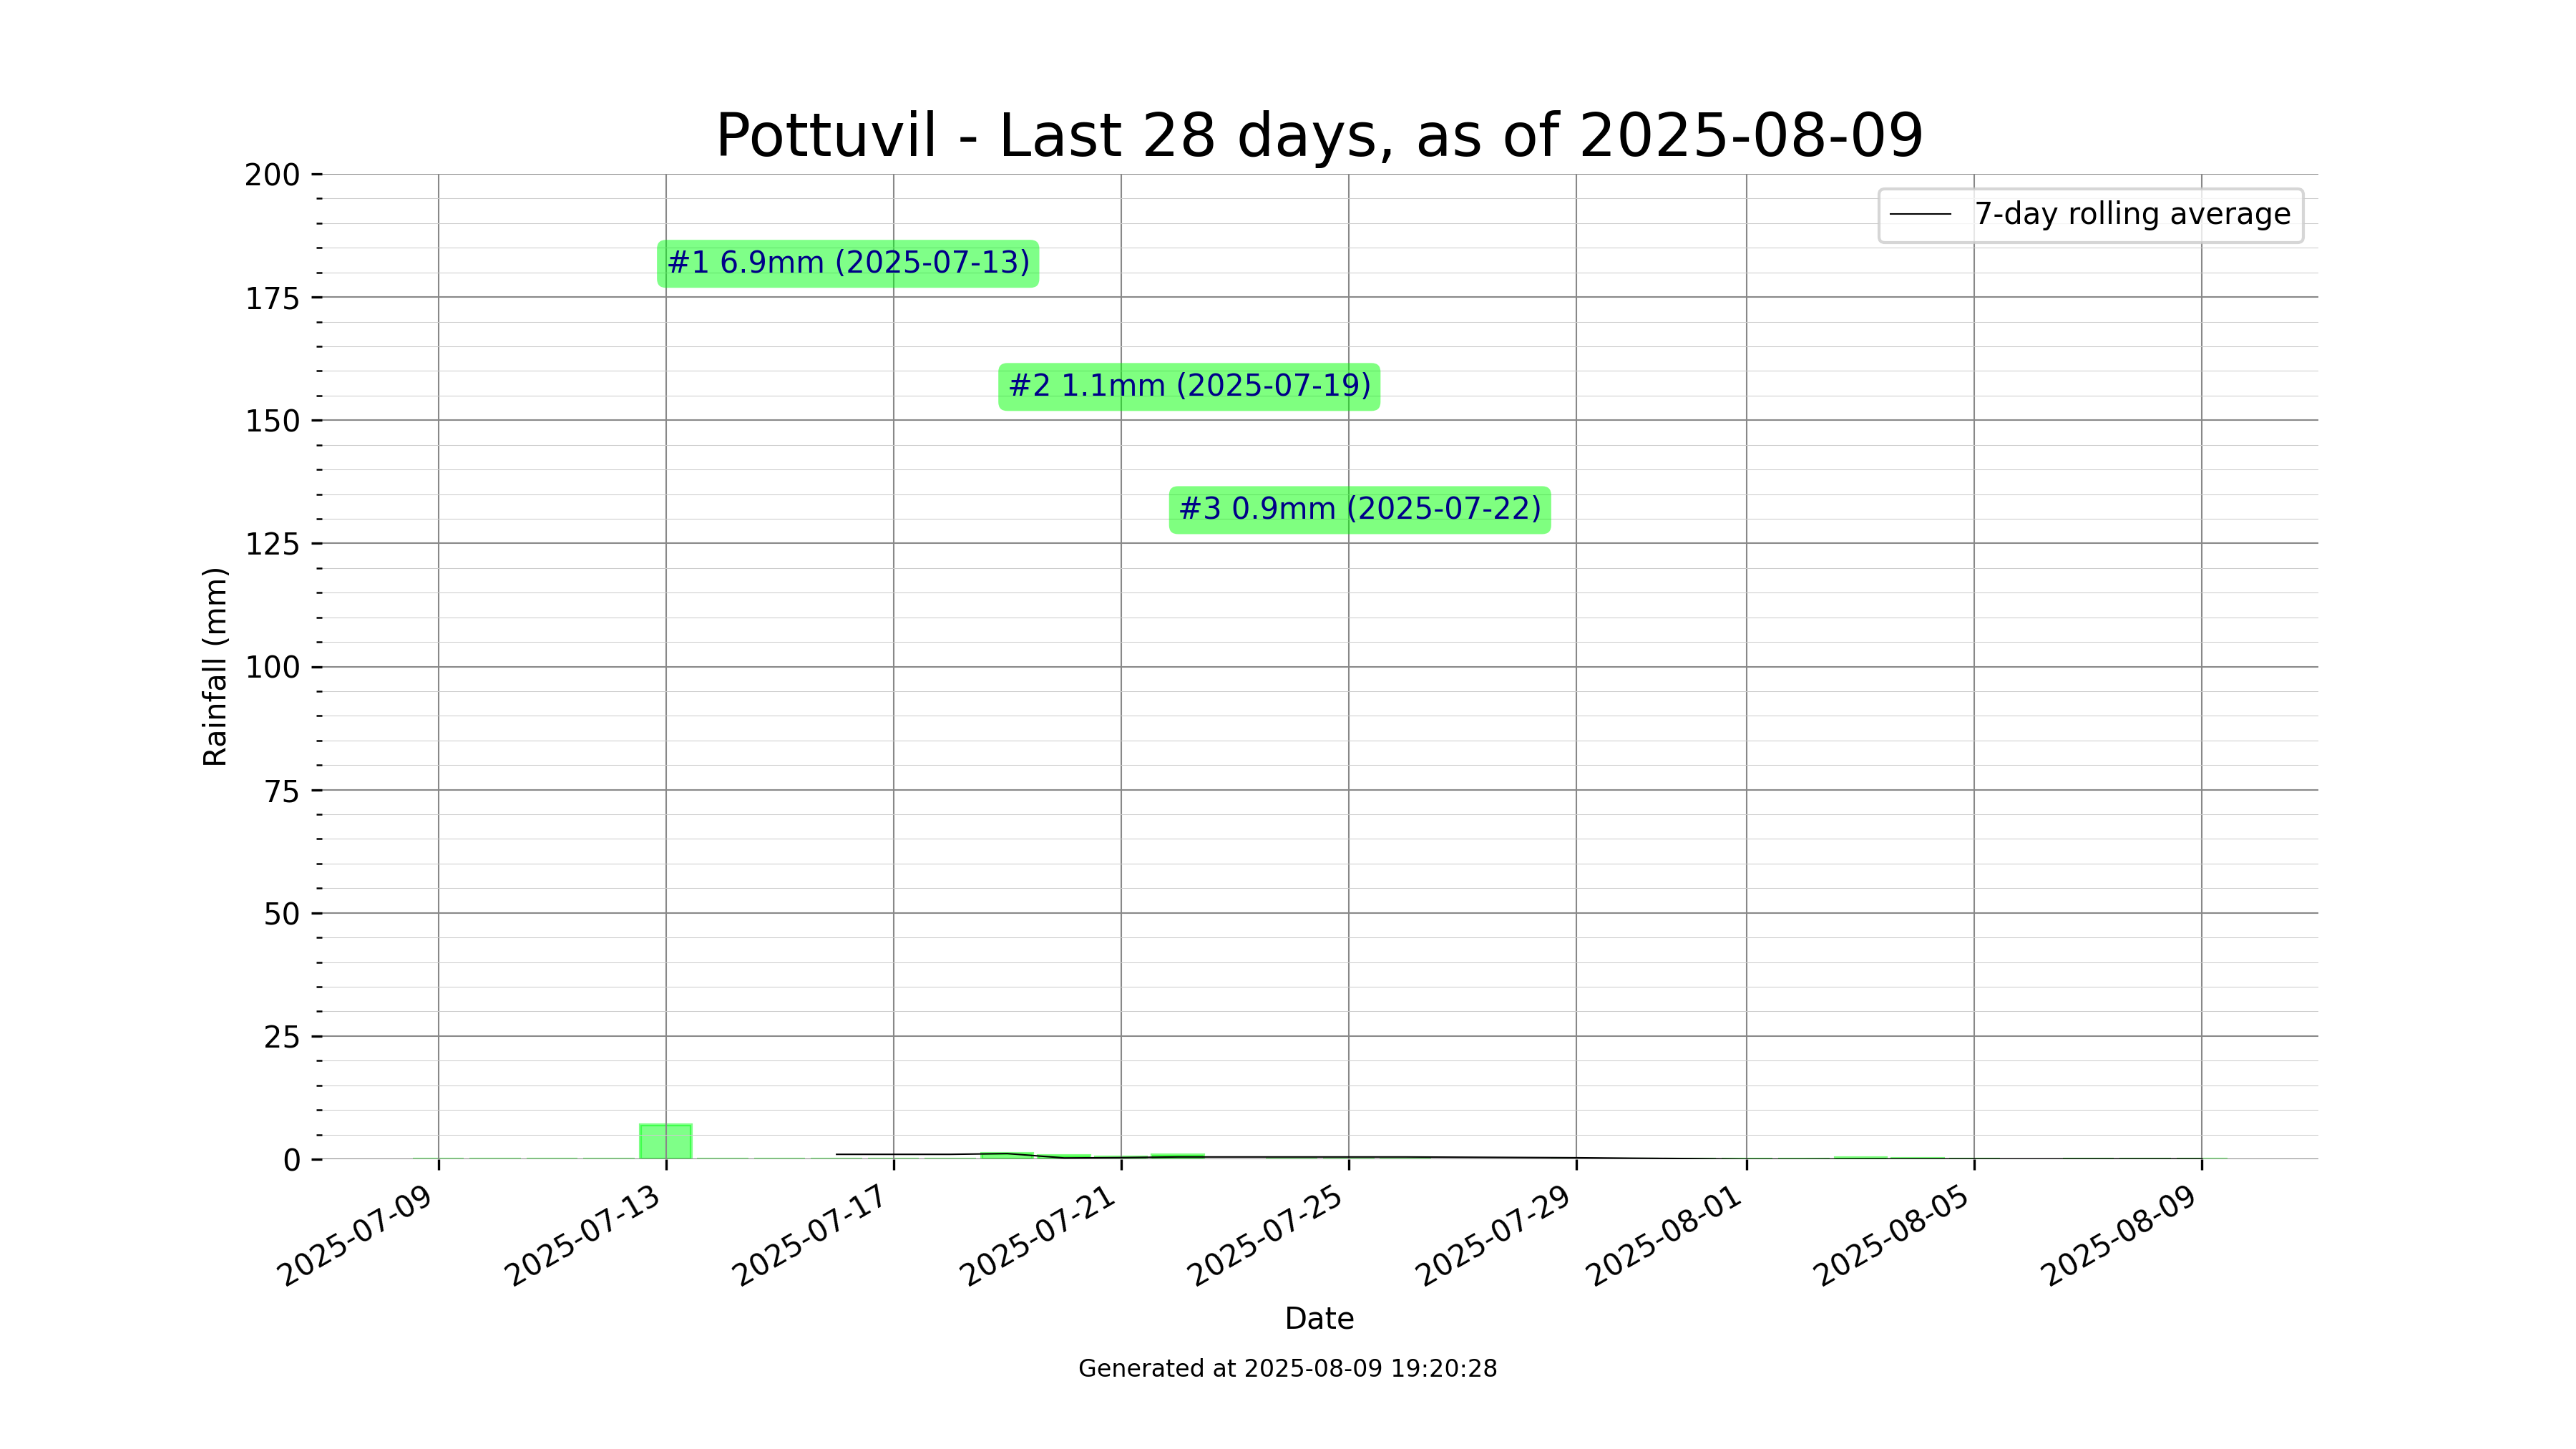 Pottuvil - Last 28 days, as of 2025-08-09
7-day rolling average
#1 6.9mm (2025-07-13)
#2 1.1mm (2025-07-19)
#3 0.9mm (2025-07-22)
Rainfall (mm)
200
175
150
125
100
75
50
25
0
2025-07-09
2025-07-13
2025-07-17
2025-07-21
2025-07-25
2025-07-29
2025-08-01
2025-08-05
2025-08-09
Date
Generated at 2025-08-09 19:20:28